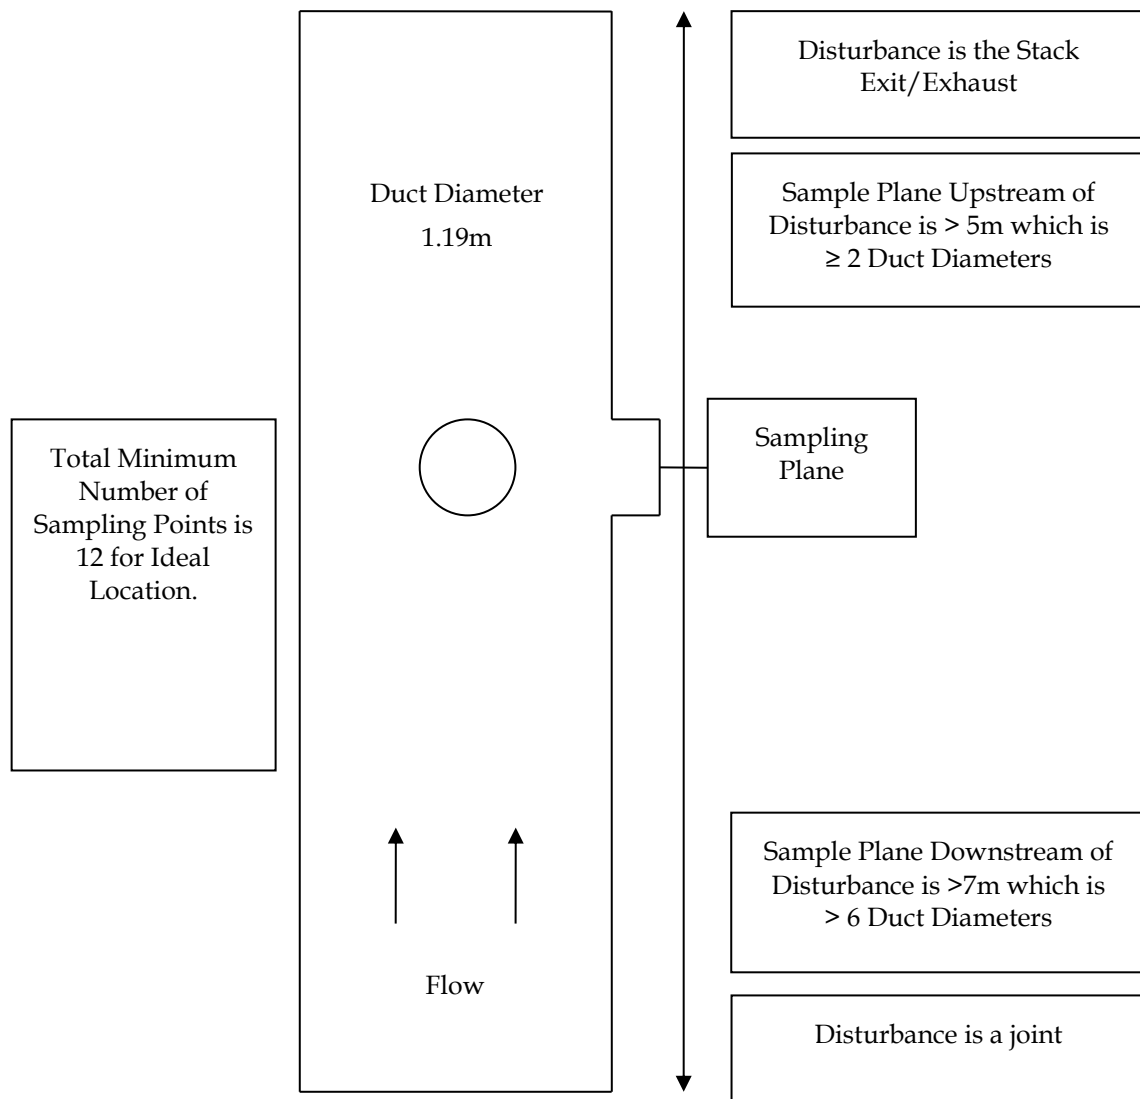 Disturbance is the Stack
Exit/Exhaust
Duct Diameter
1.19m
Sample Plane Upstream of
Disturbance is > 5m which is
≥ 2 Duct Diameters
Sampling
Plane
Total Minimum
Number of
Sampling Points is
12 for Ideal
Location.
Sample Plane Downstream of
Disturbance is >7m which is
> 6 Duct Diameters
Flow
Disturbance is a joint